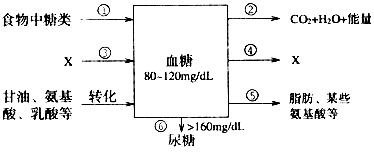 食物中糖类 ① ② CO₂+H₂O+能量
X ③ 血糖 ④ X
80~120mg/dL
甘油、氨基酸、乳酸等 转化 ⑤ 脂肪、某些氨基酸等
⑥ >160mg/dL
尿糖